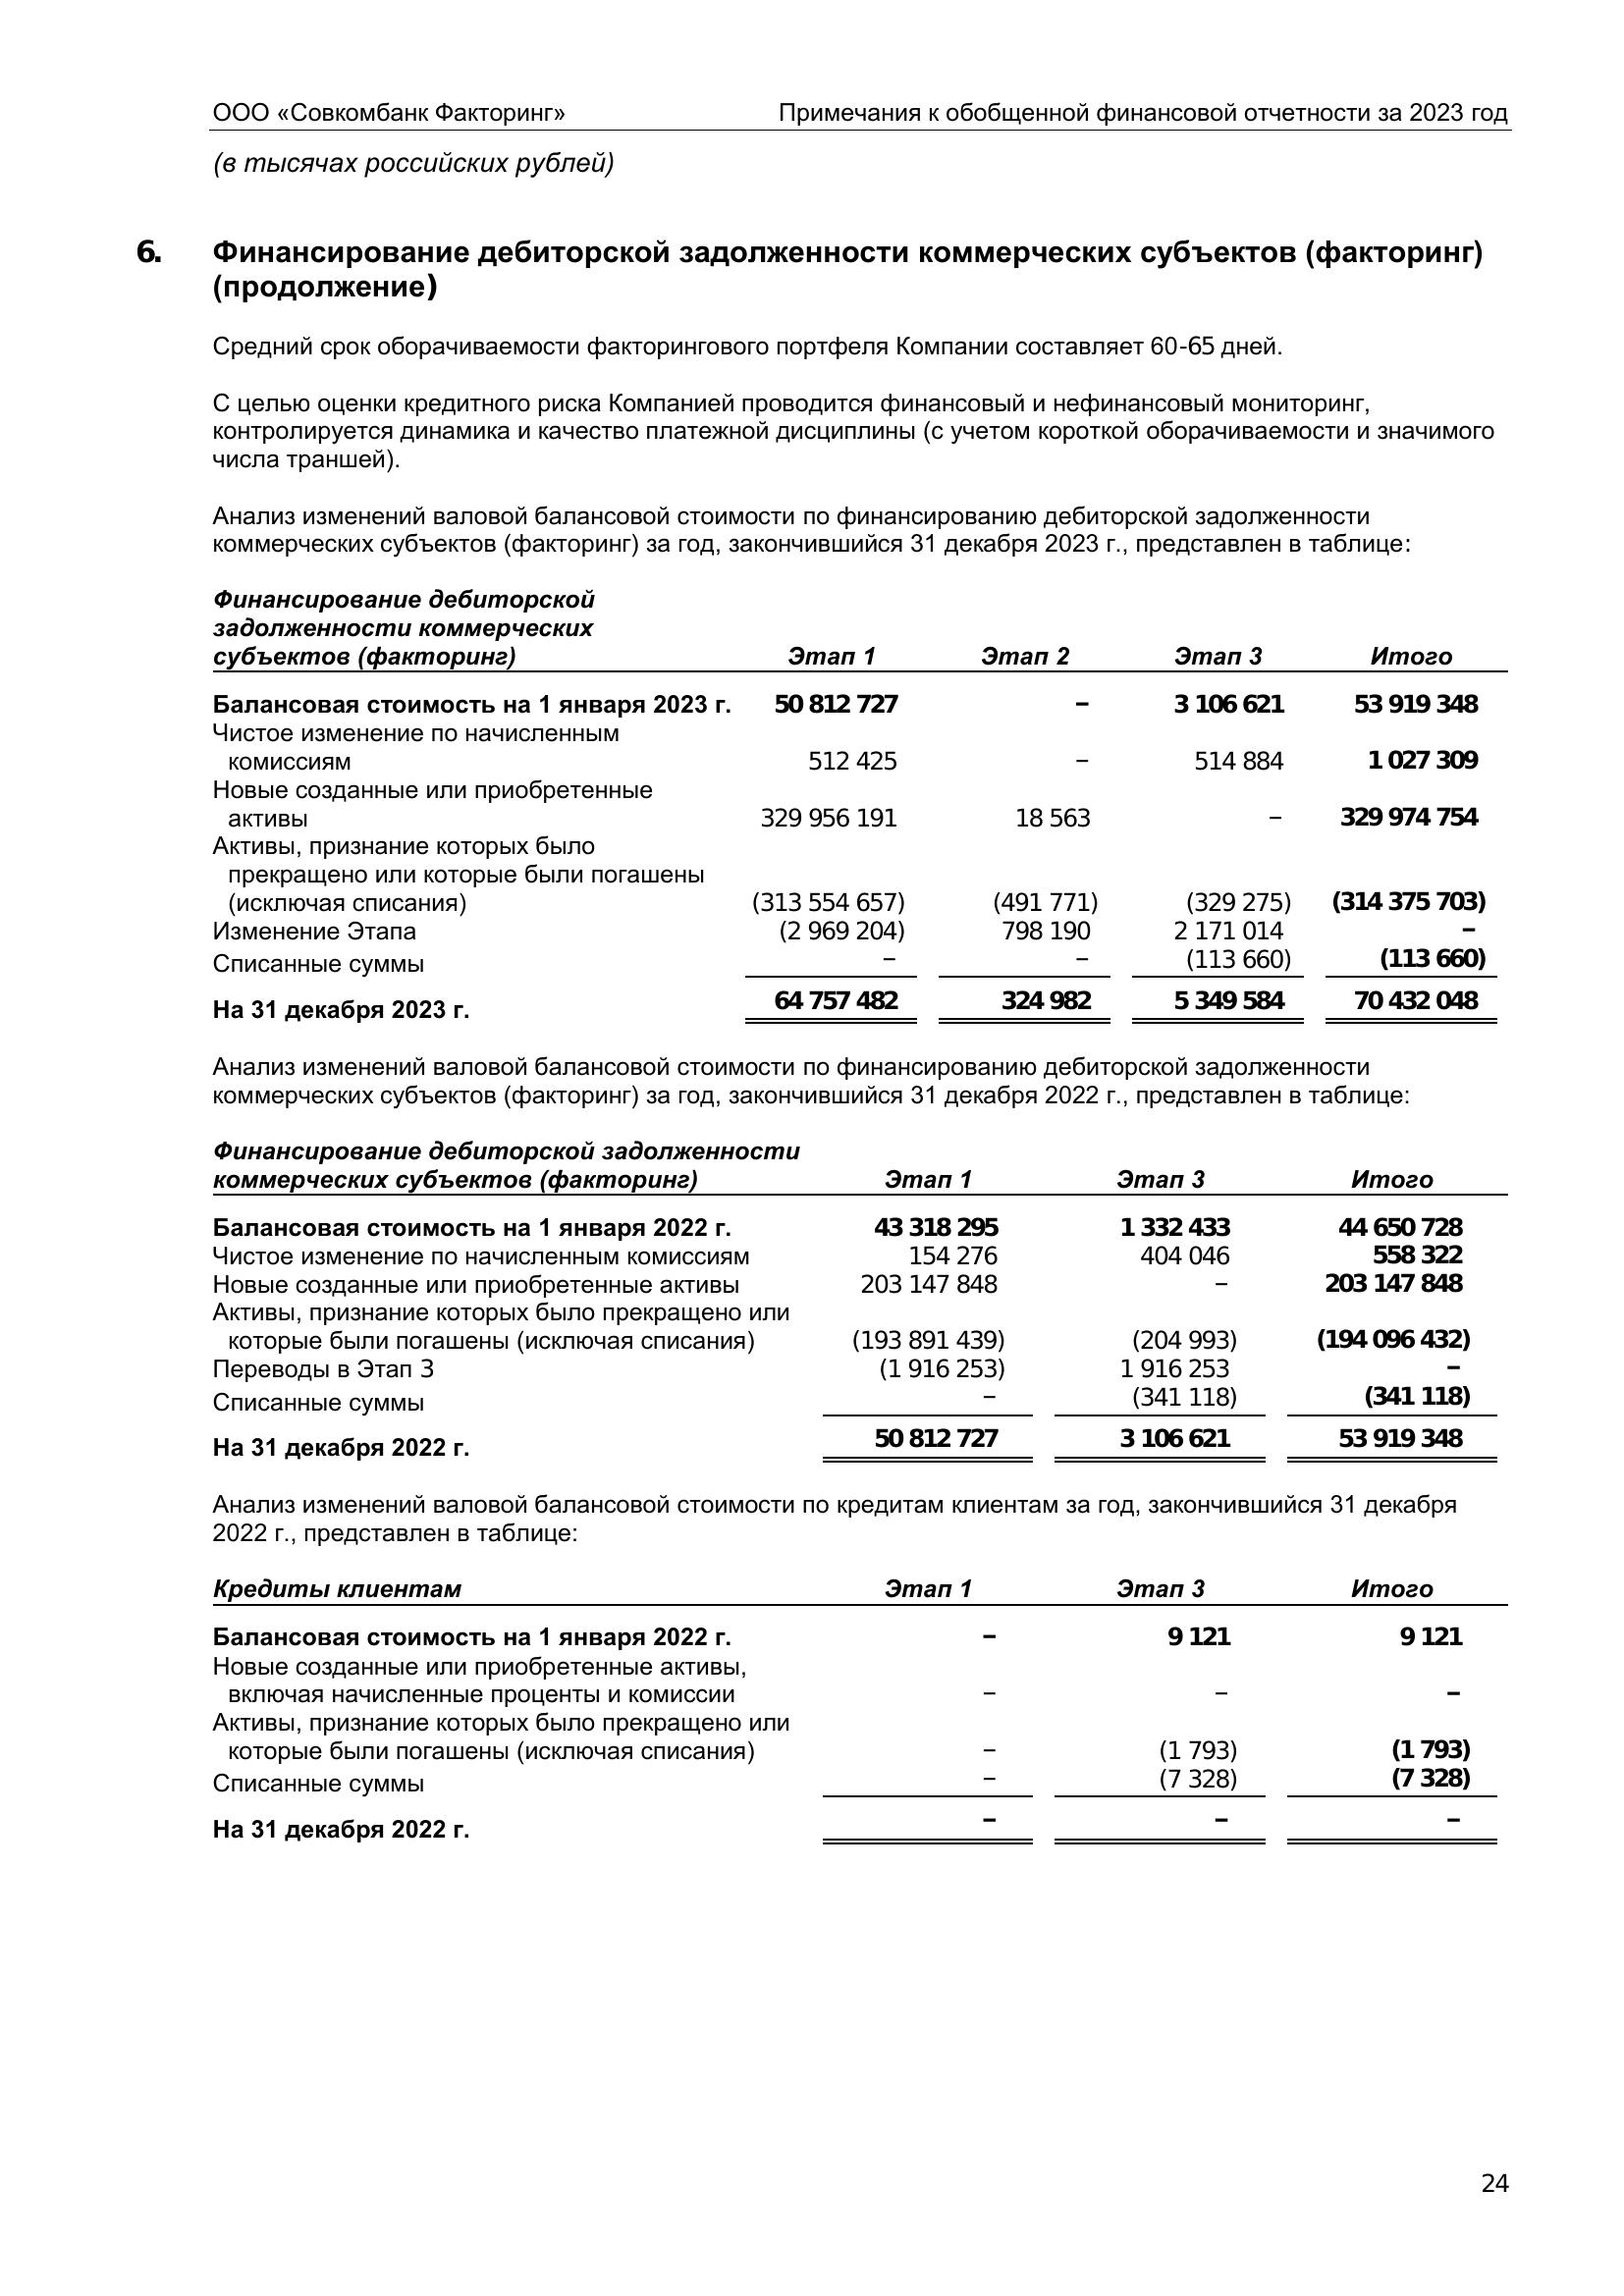 ООО «Совкомбанк Факторинг» Примечания к обобщенной финансовой отчетности за 2023 год
(в тысячах российских рублей)
6. Финансирование дебиторской задолженности коммерческих субъектов (факторинг)
(продолжение)
Средний срок оборачиваемости факторингового портфеля Компании составляет 60-65 дней.
С целью оценки кредитного риска Компанией проводится финансовый и нефинансовый мониторинг,
контролируется динамика и качество платежной дисциплины (с учетом короткой оборачиваемости и значимого
числа траншей).
Анализ изменений валовой балансовой стоимости по финансированию дебиторской задолженности
коммерческих субъектов (факторинг) за год, закончившийся 31 декабря 2023 г., представлен в таблице:
Финансирование дебиторской
задолженности коммерческих
субъектов (факторинг) Этап 1 Этап 2 Этап 3 Итого
Балансовая стоимость на 1 января 2023 г. 50 812 727 – 3 106 621 53 919 348
Чистое изменение по начисленным
комиссиям 512 425 – 514 884 1 027 309
Новые созданные или приобретенные
активы 329 956 191 18 563 – 329 974 754
Активы, признание которых было
прекращено или которые были погашены
(исключая списания) (313 554 657) (491 771) (329 275) (314 375 703)
Изменение Этапа (2 969 204) 798 190 2 171 014 –
Списанные суммы – – (113 660) (113 660)
На 31 декабря 2023 г. 64 757 482 324 982 5 349 584 70 432 048
Анализ изменений валовой балансовой стоимости по финансированию дебиторской задолженности
коммерческих субъектов (факторинг) за год, закончившийся 31 декабря 2022 г., представлен в таблице:
Финансирование дебиторской задолженности
коммерческих субъектов (факторинг) Этап 1 Этап 3 Итого
Балансовая стоимость на 1 января 2022 г. 43 318 295 1 332 433 44 650 728
Чистое изменение по начисленным комиссиям 154 276 404 046 558 322
Новые созданные или приобретенные активы 203 147 848 – 203 147 848
Активы, признание которых было прекращено или
которые были погашены (исключая списания) (193 891 439) (204 993) (194 096 432)
Переводы в Этап 3 (1 916 253) 1 916 253 –
Списанные суммы – (341 118) (341 118)
На 31 декабря 2022 г. 50 812 727 3 106 621 53 919 348
Анализ изменений валовой балансовой стоимости по кредитам клиентам за год, закончившийся 31 декабря
2022 г., представлен в таблице:
Кредиты клиентам Этап 1 Этап 3 Итого
Балансовая стоимость на 1 января 2022 г. – 9 121 9 121
Новые созданные или приобретенные активы,
включая начисленные проценты и комиссии – – –
Активы, признание которых было прекращено или
которые были погашены (исключая списания) – (1 793) (1 793)
Списанные суммы – (7 328) (7 328)
На 31 декабря 2022 г. – – –
24